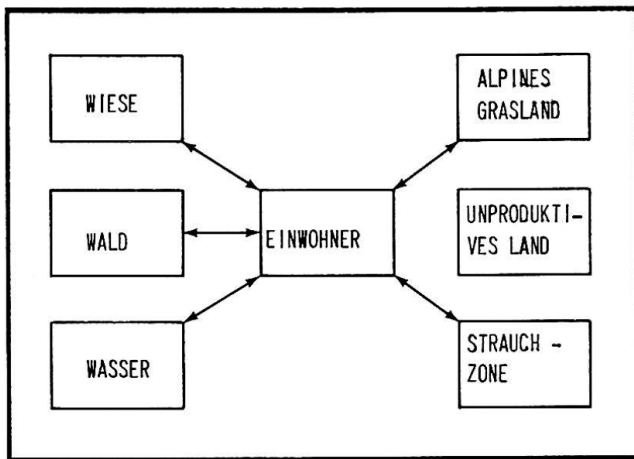 WIESE
ALPINES
GRASLAND
WALD
EINWOHNER
UNPRODUKTI-
VES LAND
WASSER
STRAUCH -
ZONE